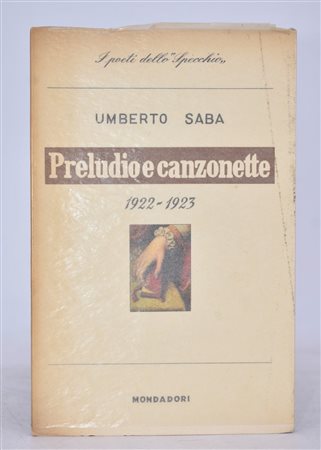 I poeti dello "Specchio"
UMBERTO SABA
Preludio e canzonette
1922-1923
MONDADORI